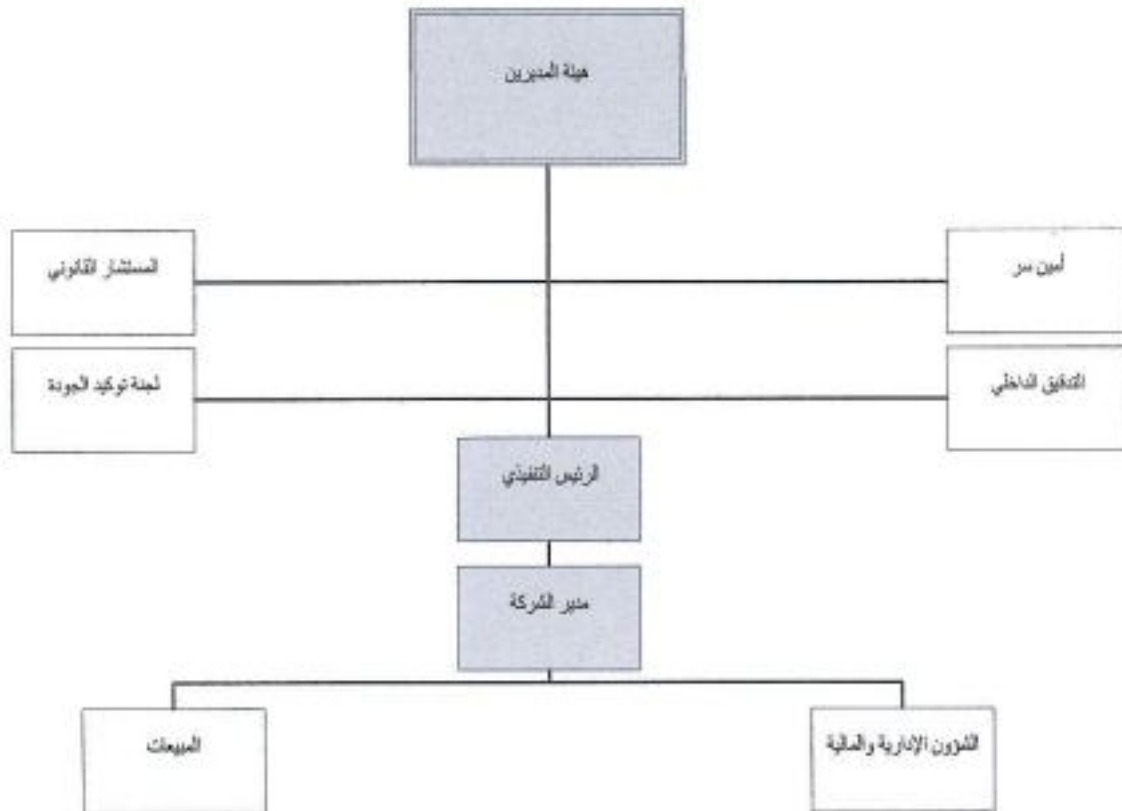 هيئة المديرين
أمين سر
المستشار القانوني
التدقيق الداخلي
لجنة توكيد الجودة
الرئيس التنفيذي
مدير الشركة
الشؤون الإدارية والمالية
المبيعات